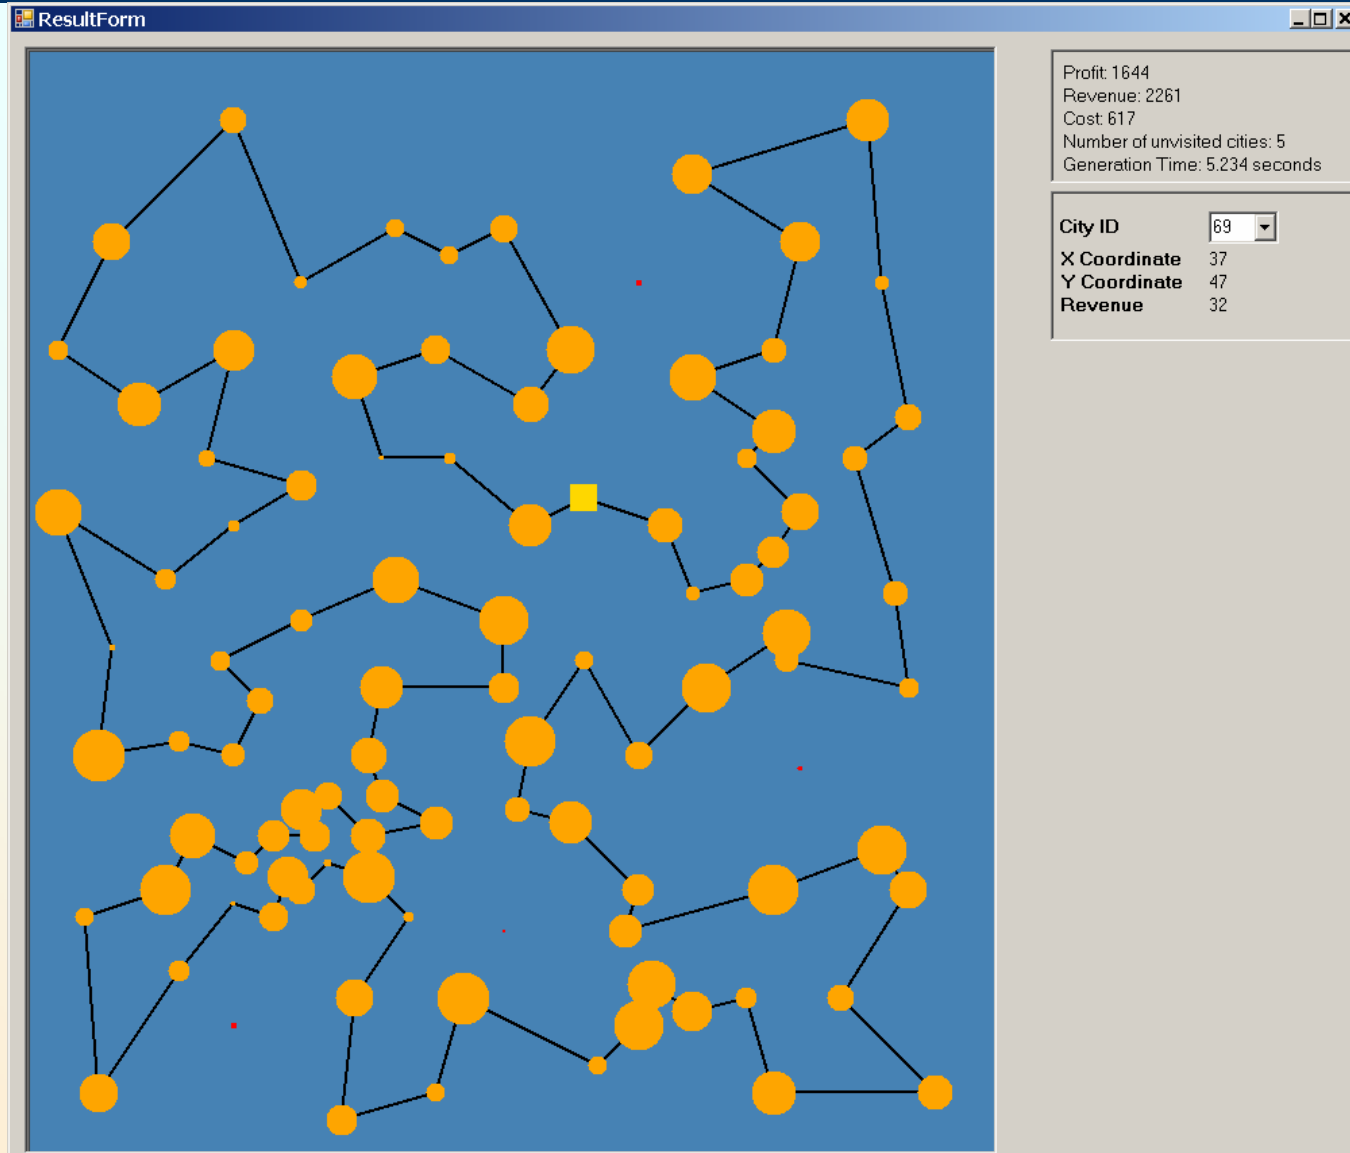 ResultForm
Profit: 1644
Revenue: 2261
Cost: 617
Number of unvisited cities: 5
Generation Time: 5.234 seconds
City ID 69
X Coordinate 37
Y Coordinate 47
Revenue 32